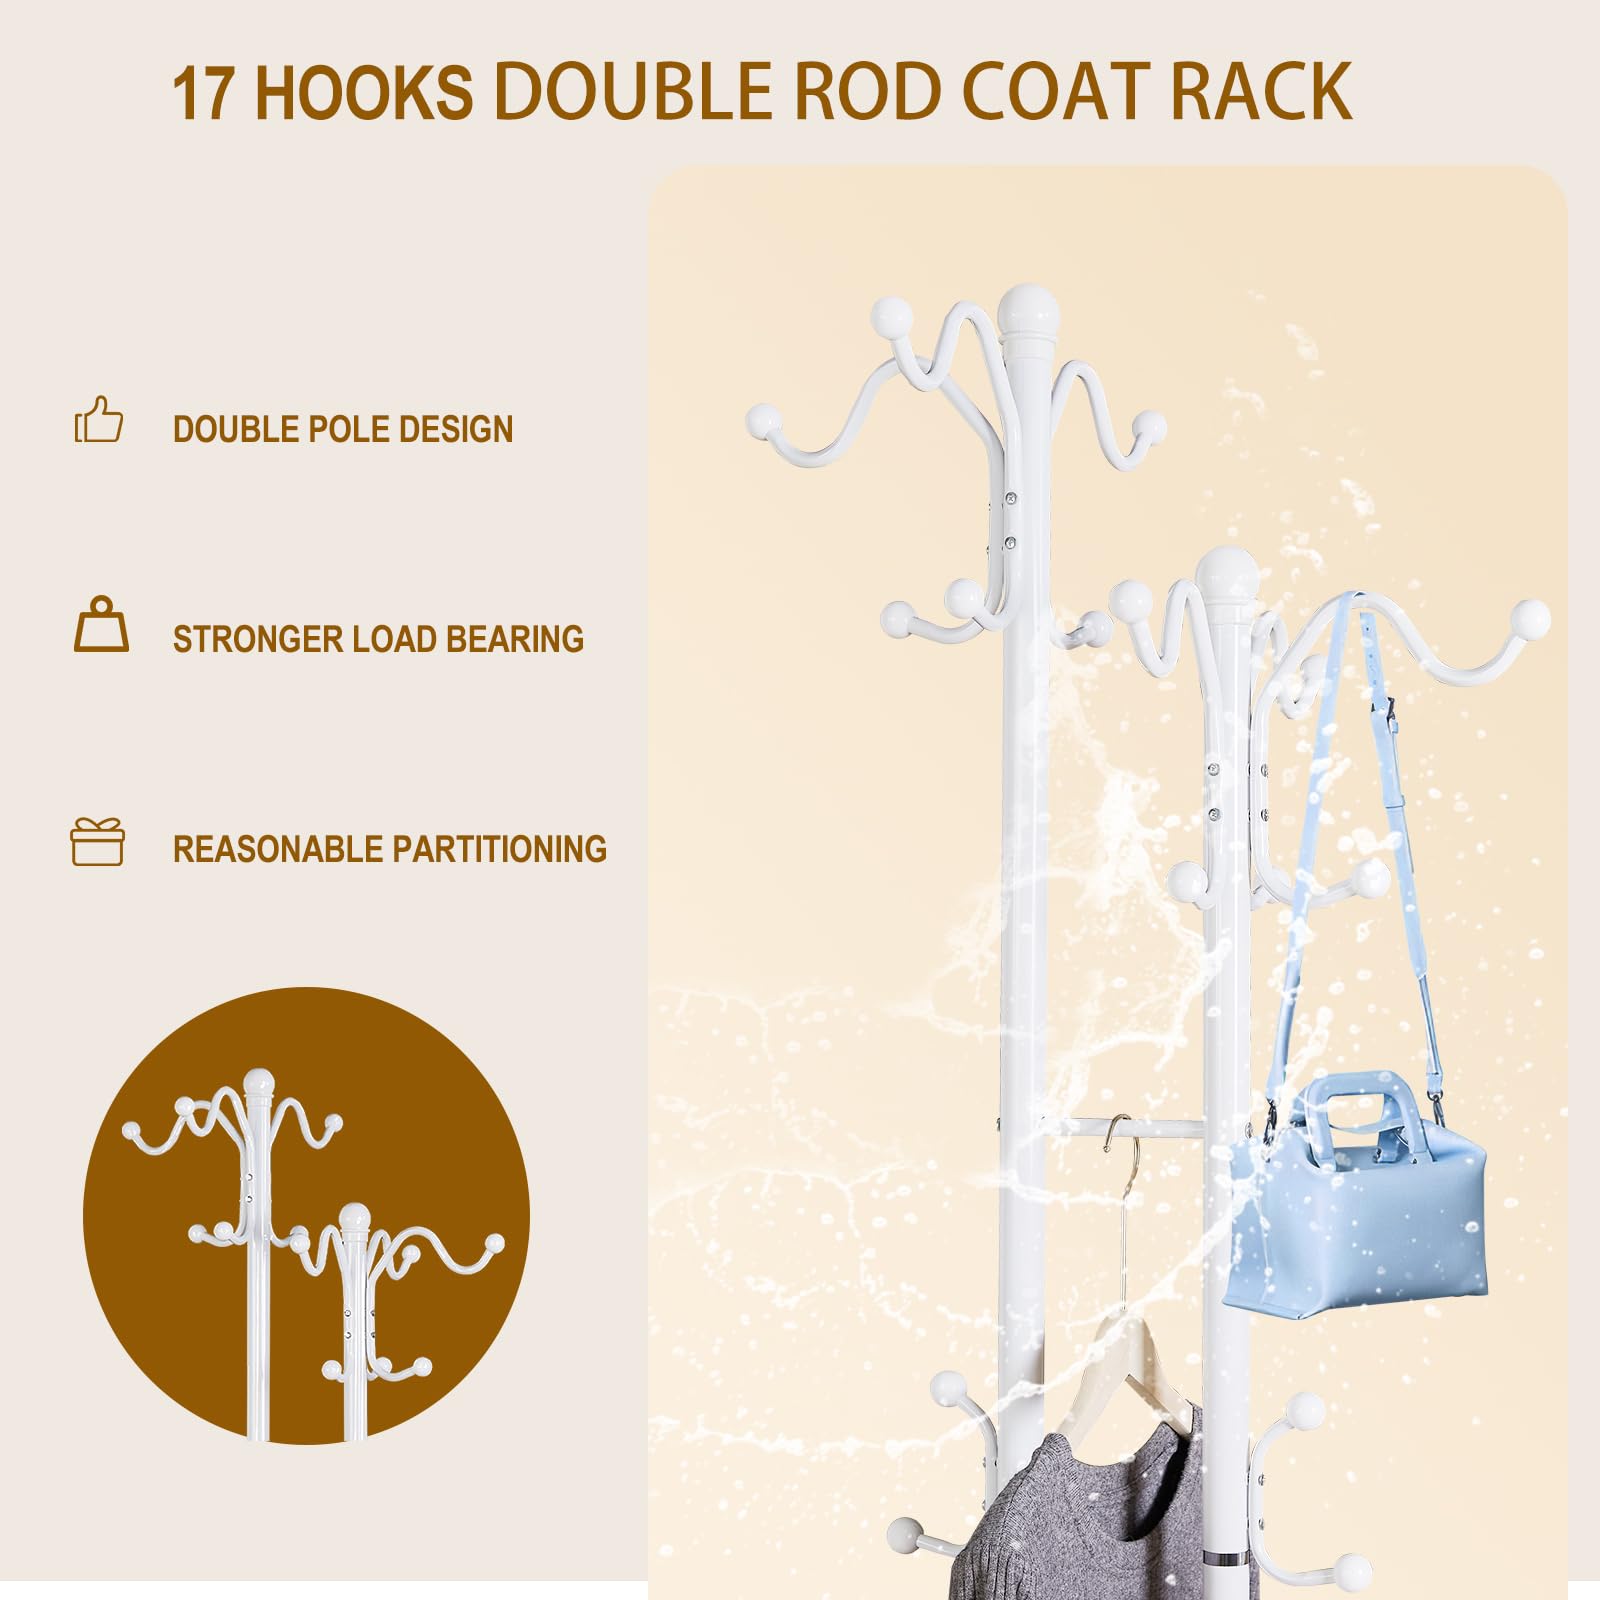 17 HOOKS DOUBLE ROD COAT RACK
DOUBLE POLE DESIGN
STRONGER LOAD BEARING
REASONABLE PARTITIONING